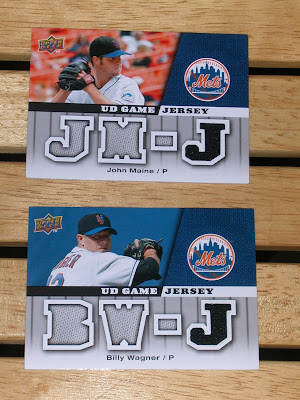 UPPER DECK
Mets
UD GAME JERSEY
JM-J
John Maine / P
UPPER DECK
Mets
UD GAME JERSEY
BW-J
Billy Wagner / P